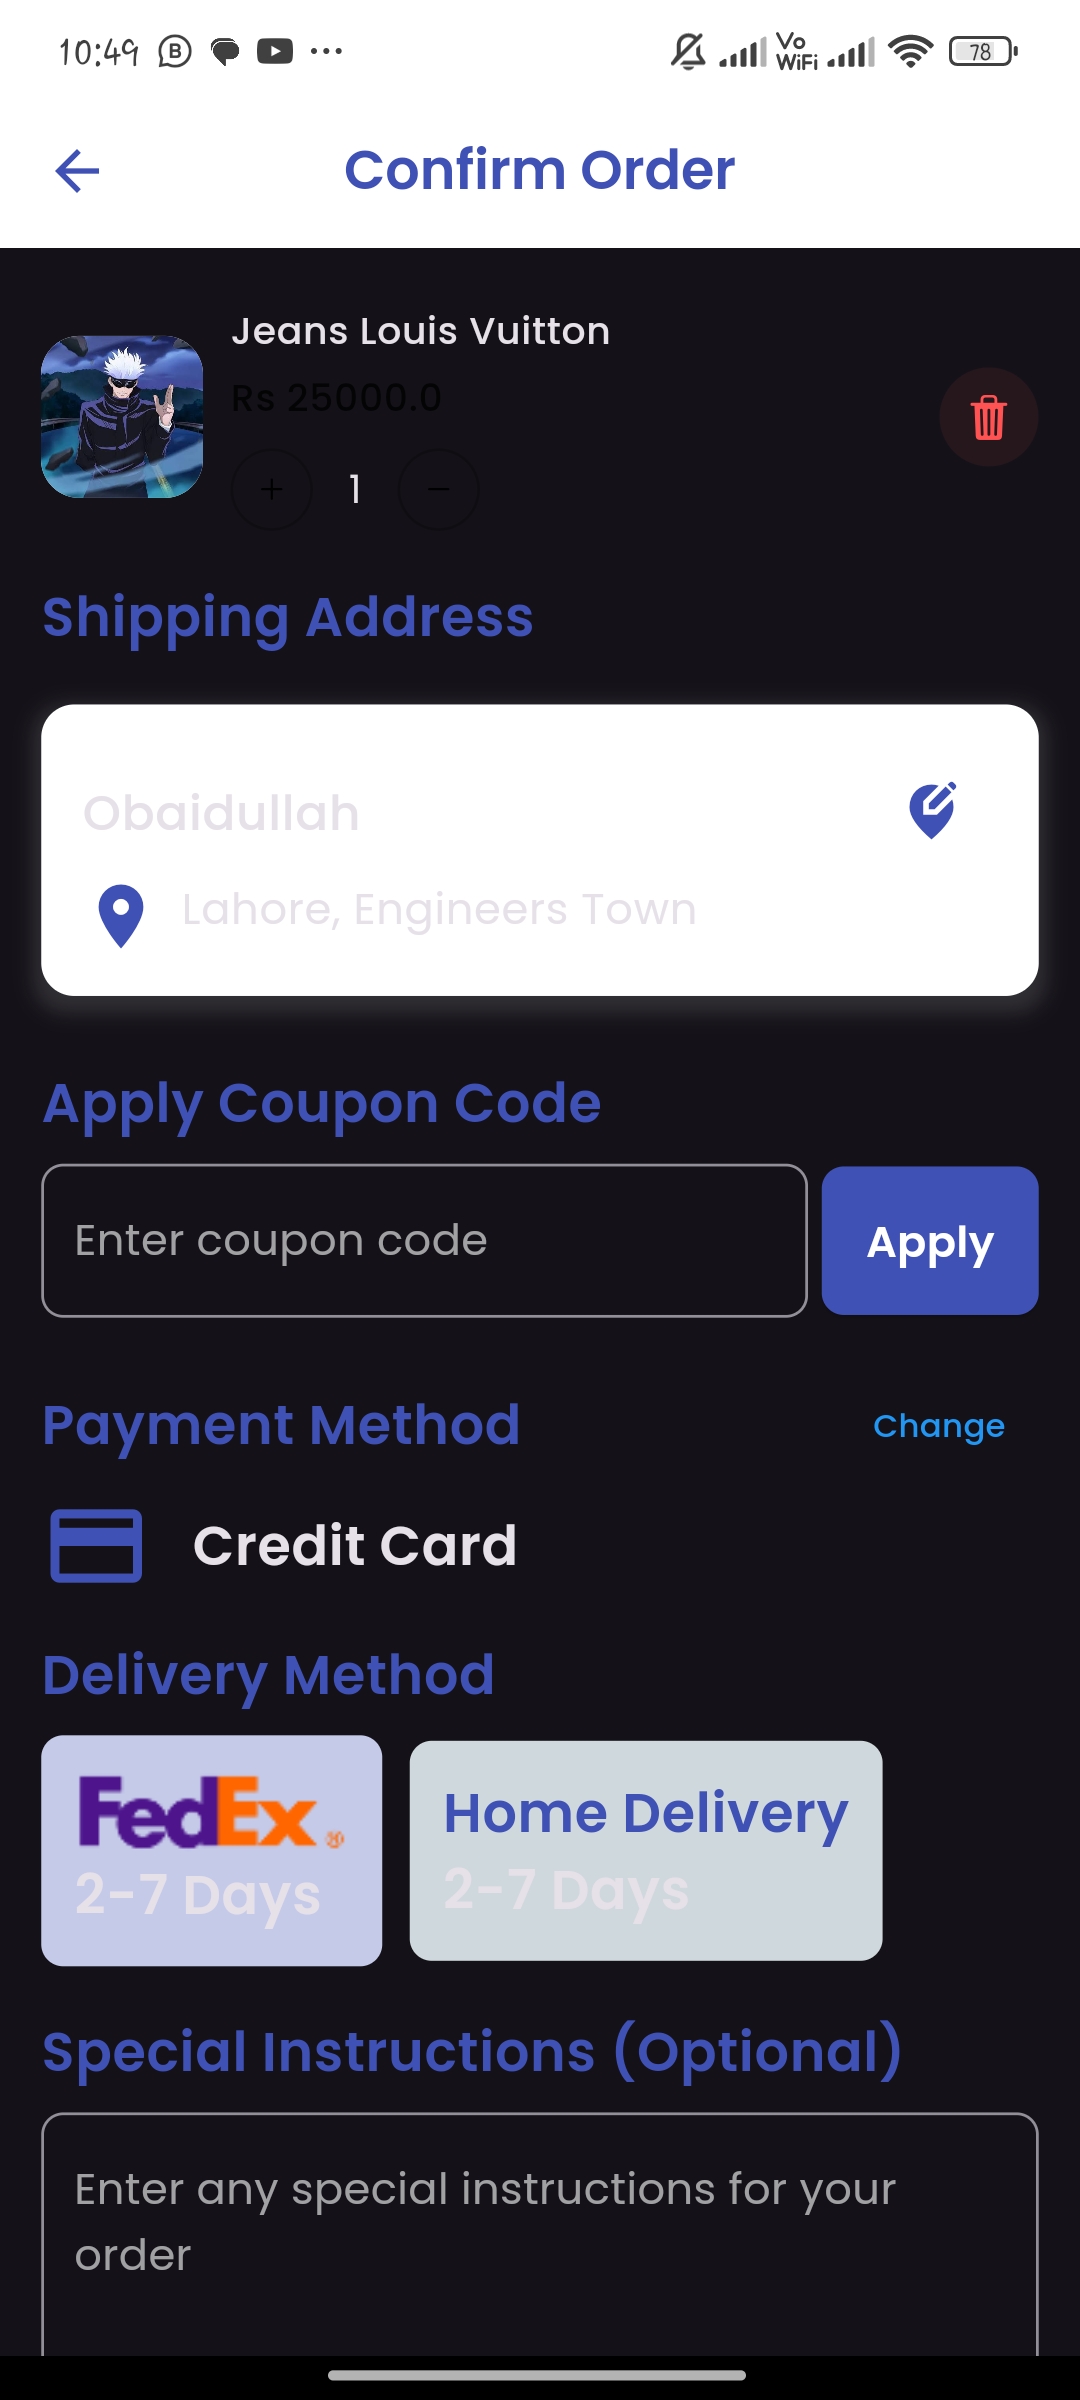 10:49
Vo
WiFi
78
Confirm Order
Jeans Louis Vuitton
Rs 25000.0
+ 1 −
Shipping Address
Obaidullah
Lahore, Engineers Town
Apply Coupon Code
Enter coupon code
Apply
Payment Method
Change
Credit Card
Delivery Method
FedEx®
2-7 Days
Home Delivery
2-7 Days
Special Instructions (Optional)
Enter any special instructions for your
order